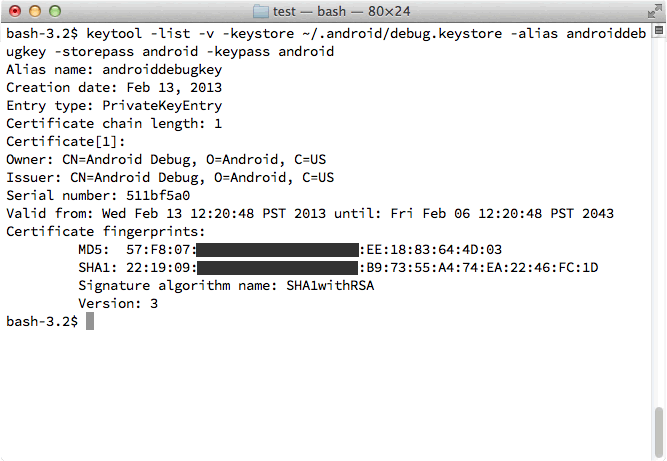 test — bash — 80×24
bash-3.2$ keytool -list -v -keystore ~/.android/debug.keystore -alias androiddeb
ugkey -storepass android -keypass android
Alias name: androiddebugkey
Creation date: Feb 13, 2013
Entry type: PrivateKeyEntry
Certificate chain length: 1
Certificate[1]:
Owner: CN=Android Debug, O=Android, C=US
Issuer: CN=Android Debug, O=Android, C=US
Serial number: 511bf5a0
Valid from: Wed Feb 13 12:20:48 PST 2013 until: Fri Feb 06 12:20:48 PST 2043
Certificate fingerprints:
MD5: 57:F8:07: :EE:18:83:64:4D:03
SHA1: 22:19:09: :B9:73:55:A4:74:EA:22:46:FC:1D
Signature algorithm name: SHA1withRSA
Version: 3
bash-3.2$